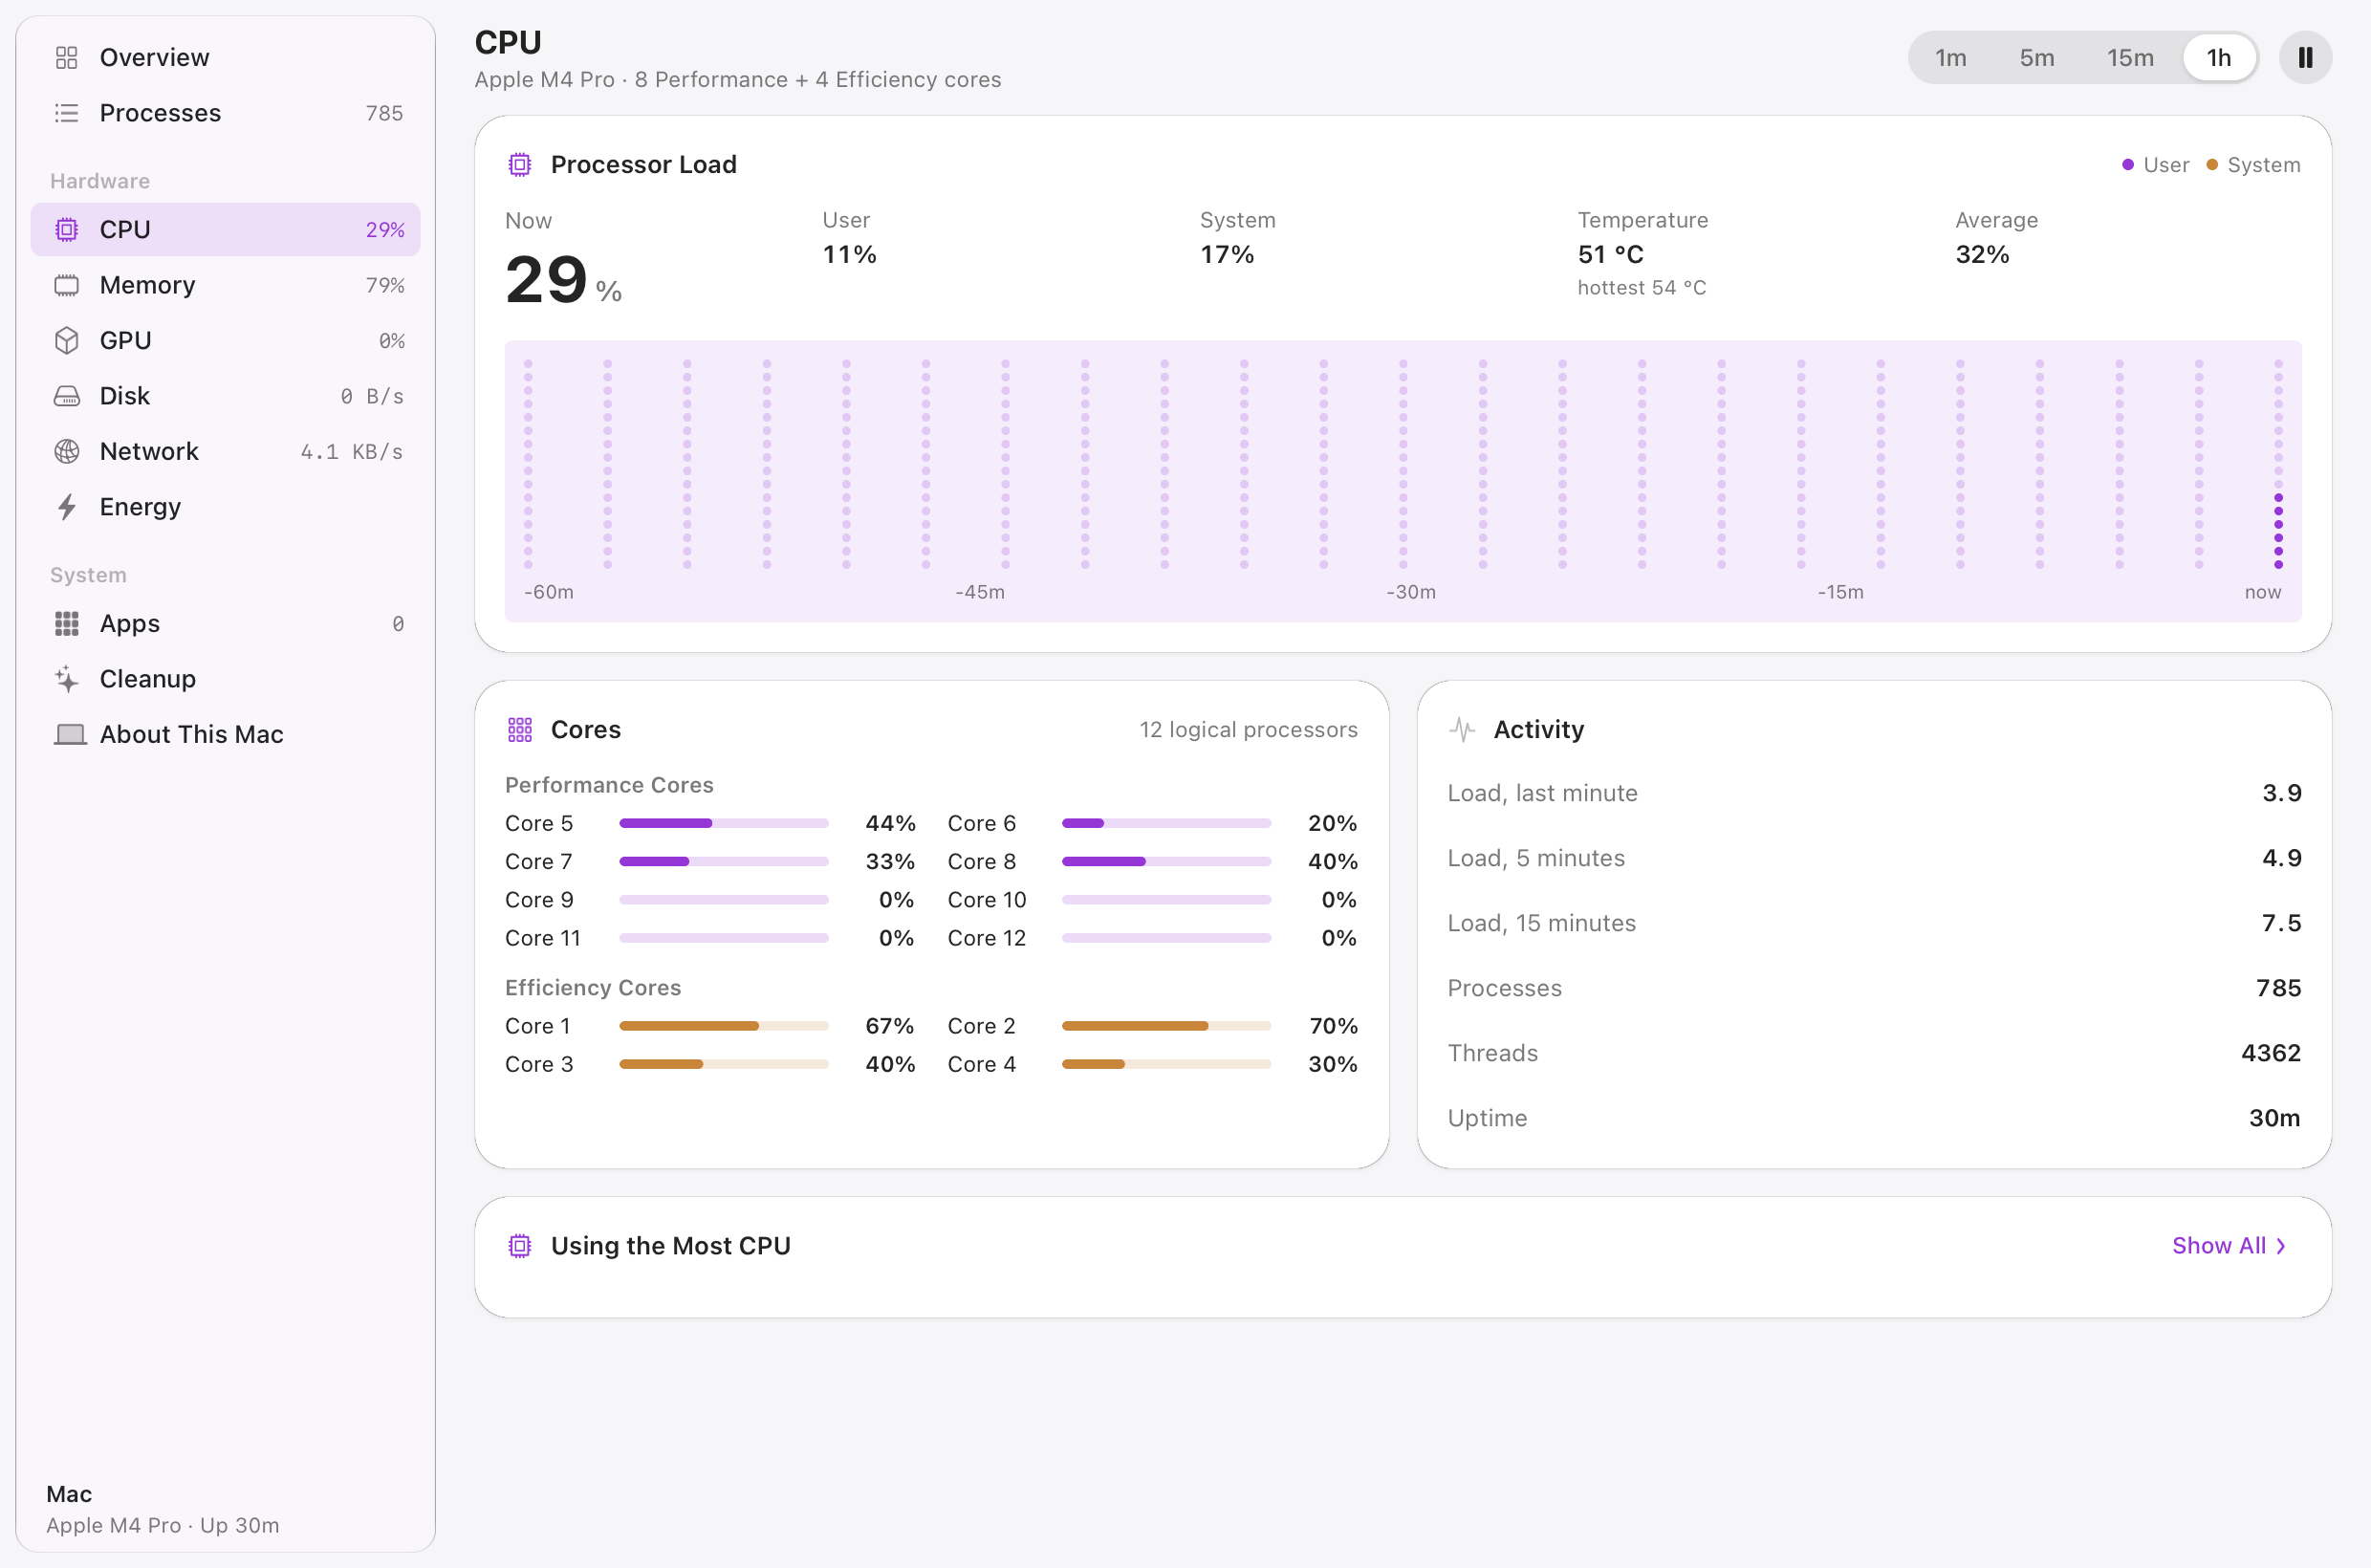 Overview
Processes 785
Hardware
CPU 29%
Memory 79%
GPU 0%
Disk 0 B/s
Network 4.1 KB/s
Energy
System
Apps 0
Cleanup
About This Mac
Mac
Apple M4 Pro · Up 30m
CPU
Apple M4 Pro · 8 Performance + 4 Efficiency cores
1m 5m 15m 1h
Processor Load
User System
Now User System Temperature Average
29 % 11% 17% 51 °C 32%
hottest 54 °C
-60m -45m -30m -15m now
Cores 12 logical processors
Performance Cores
Core 5 44% Core 6 20%
Core 7 33% Core 8 40%
Core 9 0% Core 10 0%
Core 11 0% Core 12 0%
Efficiency Cores
Core 1 67% Core 2 70%
Core 3 40% Core 4 30%
Activity
Load, last minute 3.9
Load, 5 minutes 4.9
Load, 15 minutes 7.5
Processes 785
Threads 4362
Uptime 30m
Using the Most CPU Show All